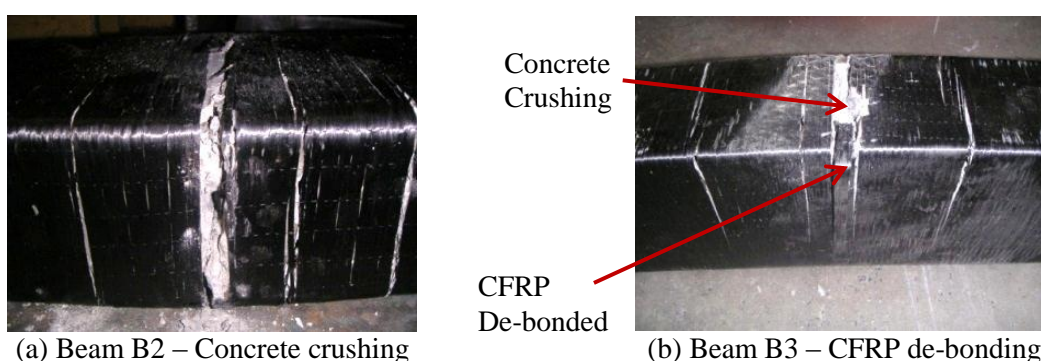 Concrete
Crushing
CFRP
De-bonded
(a) Beam B2 – Concrete crushing
(b) Beam B3 – CFRP de-bonding